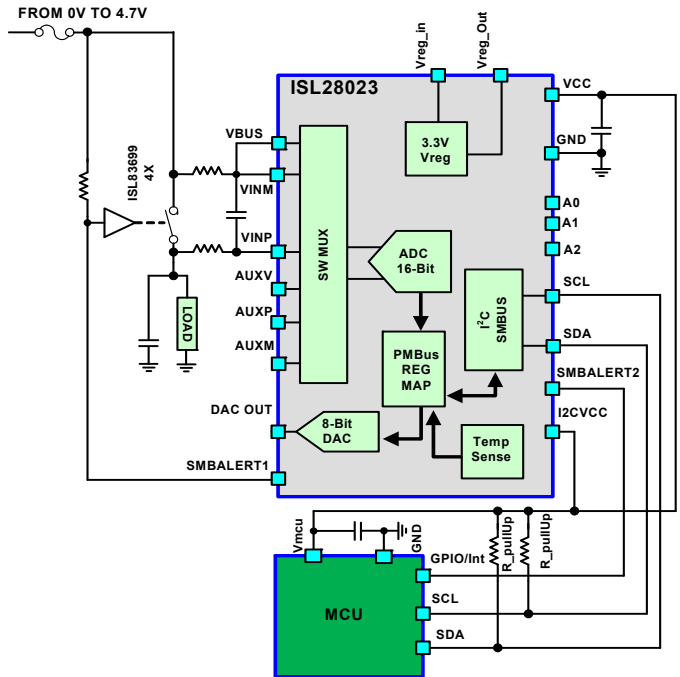 FROM 0V TO 4.7V
Vreg_in
Vreg_Out
ISL28023
VCC
VBUS
3.3V
Vreg
GND
ISL83699
4X
VINM
A0
A1
VINP
SW MUX
ADC
16-Bit
A2
AUXV
SCL
I²C
SMBUS
AUXP
LOAD
SDA
AUXM
PMBus
REG
MAP
SMBALERT2
DAC OUT
I2CVCC
8-Bit
DAC
Temp
Sense
SMBALERT1
Vmcu
GND
R_pullUp
R_pullUp
GPIO/Int
SCL
MCU
SDA